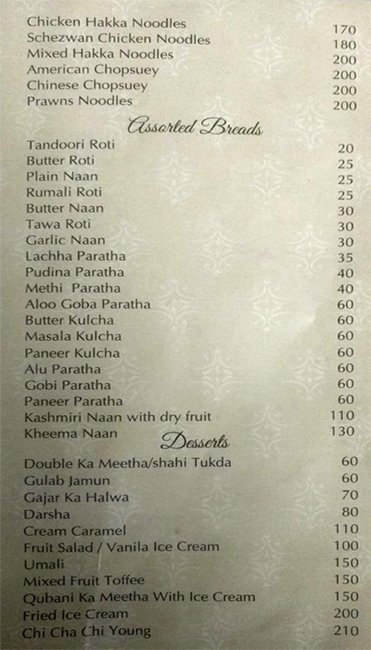 Chicken Hakka Noodles 170
Schezwan Chicken Noodles 180
Mixed Hakka Noodles 200
American Chopsuey 200
Chinese Chopsuey 200
Prawns Noodles 200
Assorted Breads
Tandoori Roti 20
Butter Roti 25
Plain Naan 25
Rumali Roti 25
Butter Naan 30
Tawa Roti 30
Garlic Naan 30
Lachha Paratha 35
Pudina Paratha 40
Methi Paratha 40
Aloo Goba Paratha 60
Butter Kulcha 60
Masala Kulcha 60
Paneer Kulcha 60
Alu Paratha 60
Gobi Paratha 60
Paneer Paratha 60
Kashmiri Naan with dry fruit 110
Kheema Naan 130
Desserts
Double Ka Meetha/shahi Tukda 60
Gulab Jamun 60
Gajar Ka Halwa 70
Darsha 80
Cream Caramel 110
Fruit Salad / Vanila Ice Cream 100
Umali 150
Mixed Fruit Toffee 150
Qubani Ka Meetha With Ice Cream 150
Fried Ice Cream 200
Chi Cha Chi Young 210